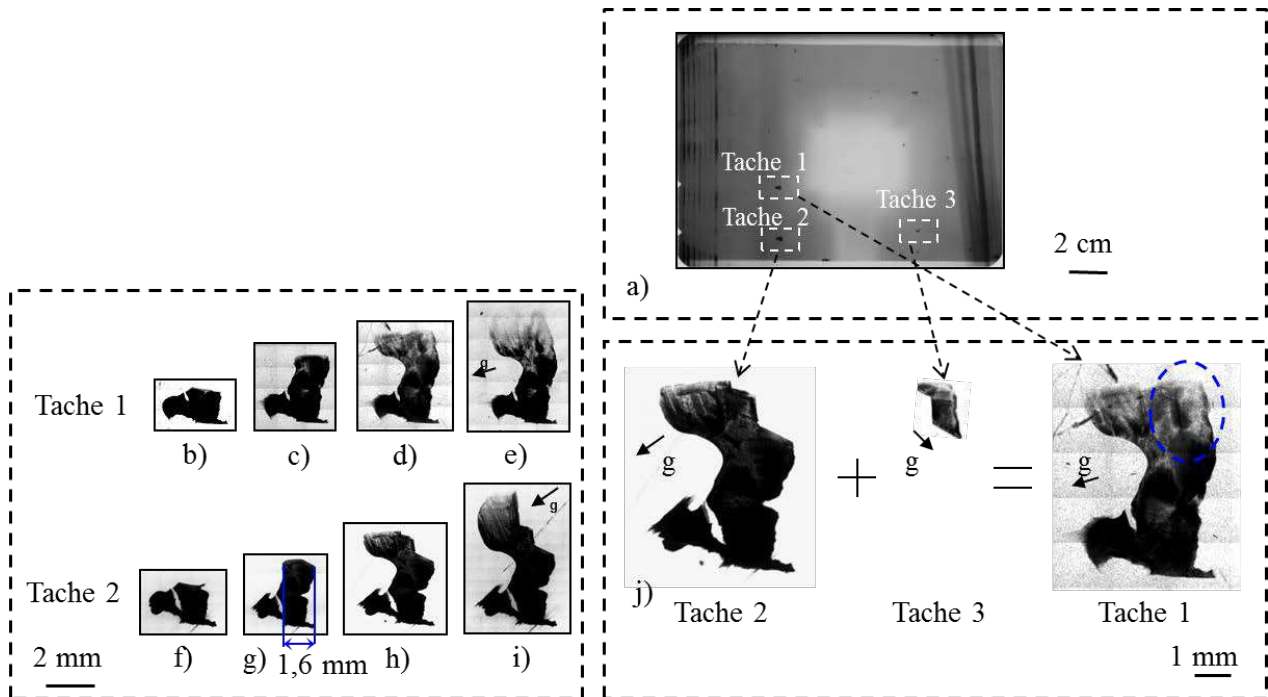 Tache 1
Tache 3
Tache 2
2 cm
a)
Tache 1
g
b)
c)
d)
e)
g
Tache 2
f)
g)
1,6 mm
h)
i)
2 mm
g
+
g
=
g
j)
Tache 2
Tache 3
Tache 1
1 mm